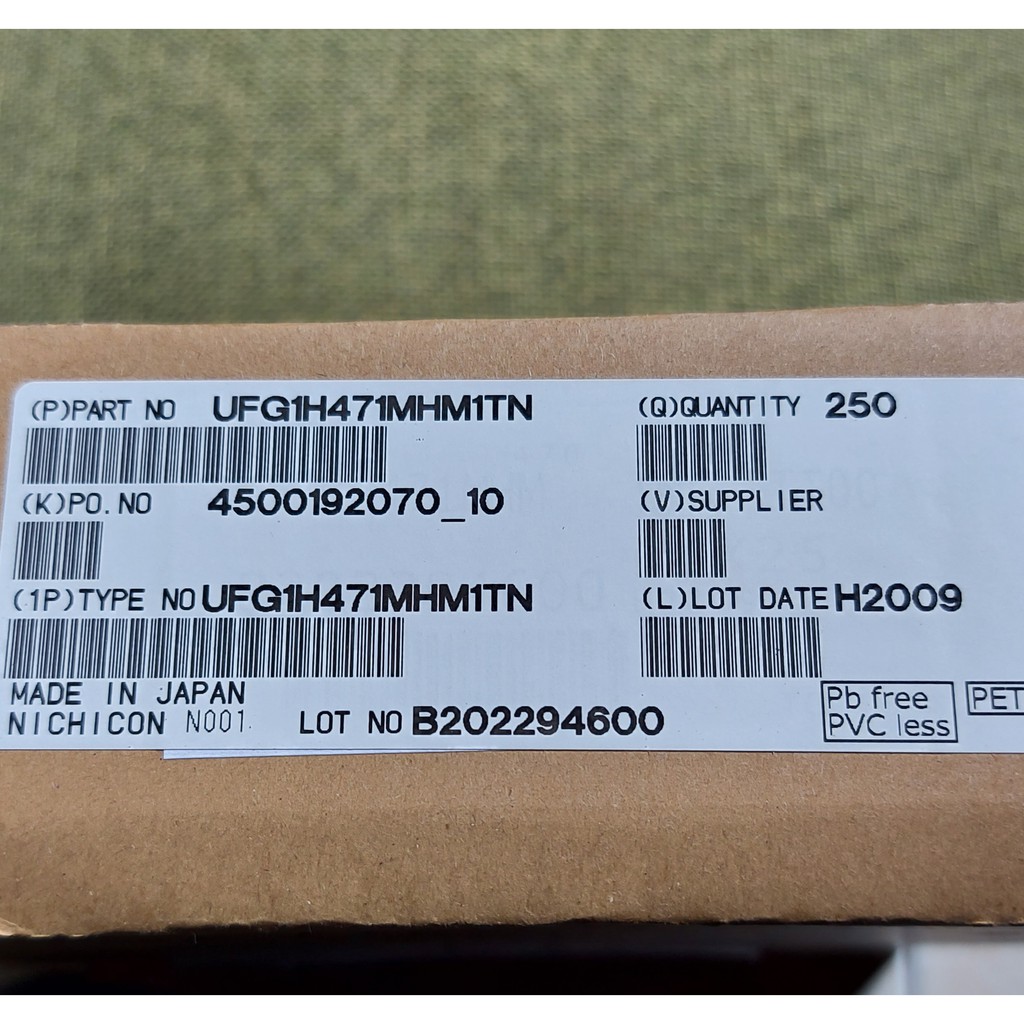 (P)PART NO UFG1H471MHM1TN (Q)QUANTITY 250
(K)PO.NO 4500192070_10 (V)SUPPLIER
(1P)TYPE NO UFG1H471MHM1TN (L)LOT DATE H2009
MADE IN JAPAN
NICHICON N001. LOT NO B202294600
Pb free
PVC less
PET